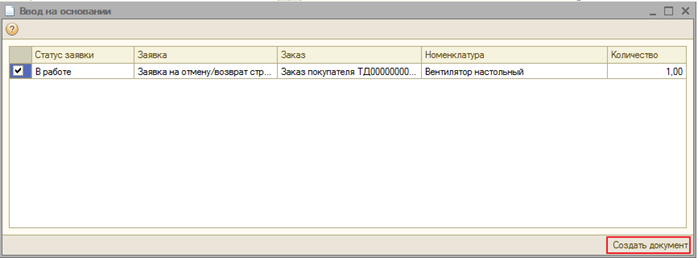 Ввод на основании
Статус заявки Заявка Заказ Номенклатура Количество
В работе Заявка на отмену/возврат стр... Заказ покупателя ТД00000000... Вентилятор настольный 1,00
Создать документ